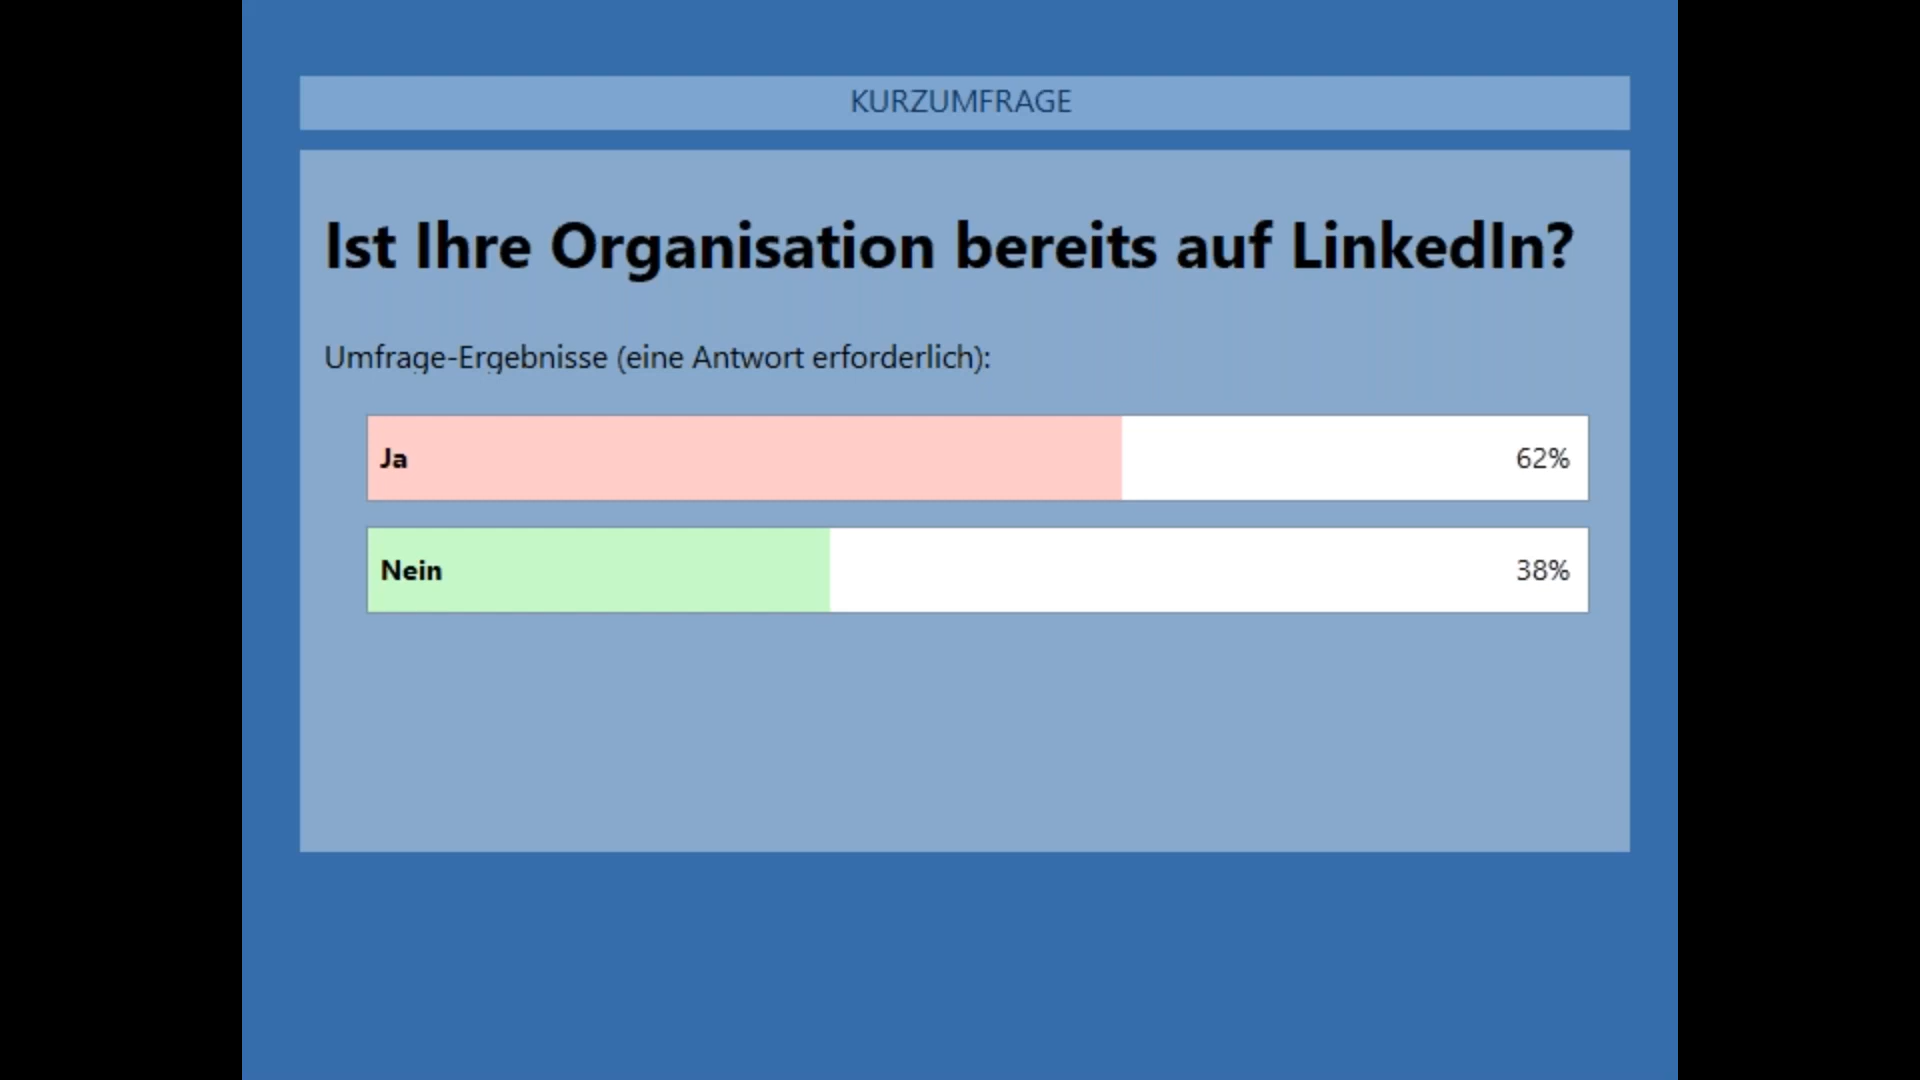 KURZUMFRAGE
Ist Ihre Organisation bereits auf LinkedIn?
Umfrage-Ergebnisse (eine Antwort erforderlich):
Ja 62%
Nein 38%